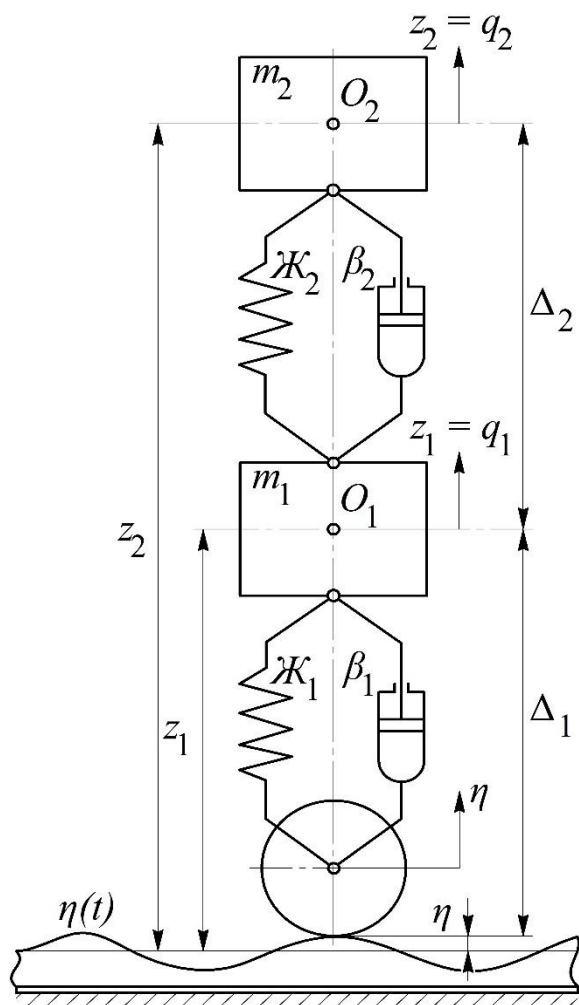 z₂ = q₂
m₂
O₂
Ж₂
β₂
Δ₂
z₁ = q₁
m₁
O₁
z₂
Ж₁
β₁
Δ₁
z₁
η
η(t)
η